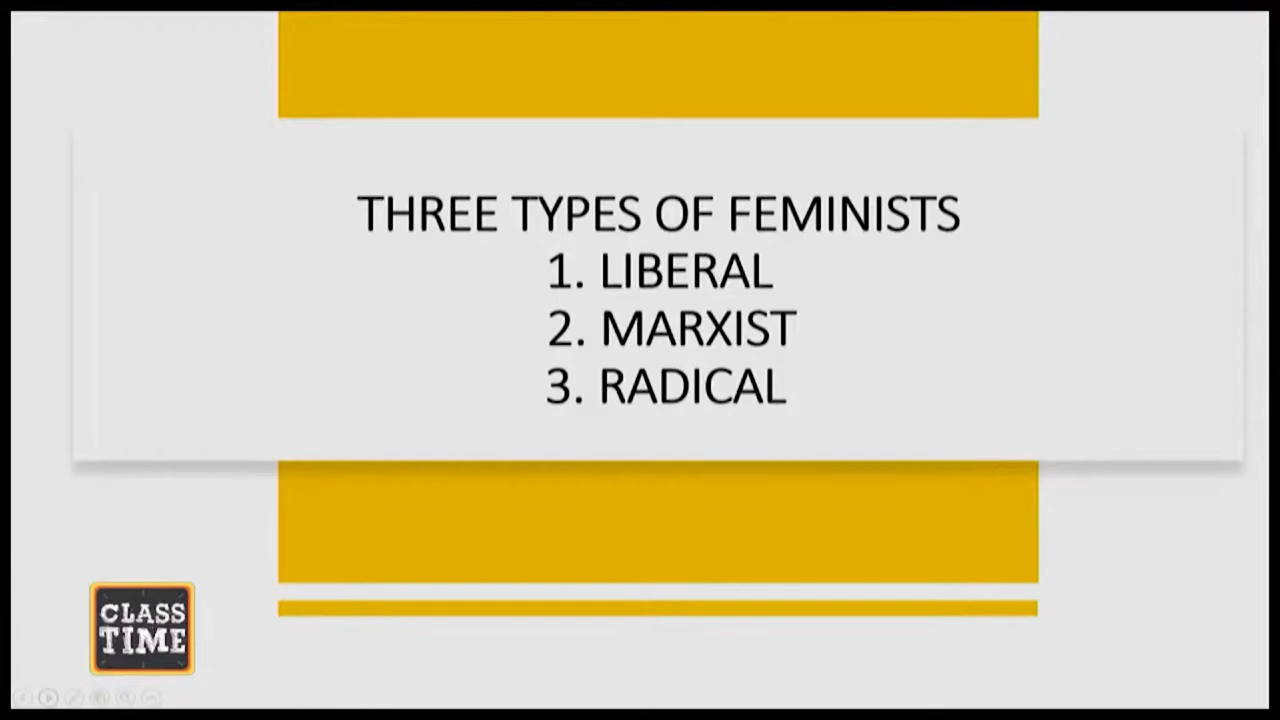 THREE TYPES OF FEMINISTS
1. LIBERAL
2. MARXIST
3. RADICAL
CLASS
TIME